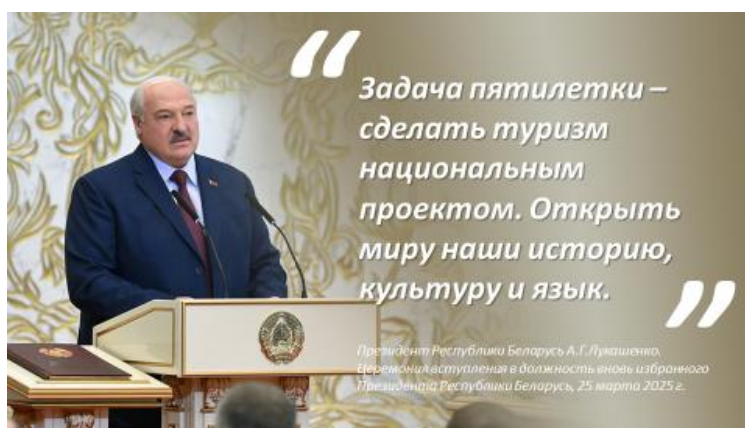 “
Задача пятилетки –
сделать туризм
национальным
проектом. Открыть
миру наши историю,
культуру и язык.
”
Президент Республики Беларусь А.Г.Лукашенко.
Церемония вступления в должность вновь избранного
Президента Республики Беларусь, 25 марта 2025 г.